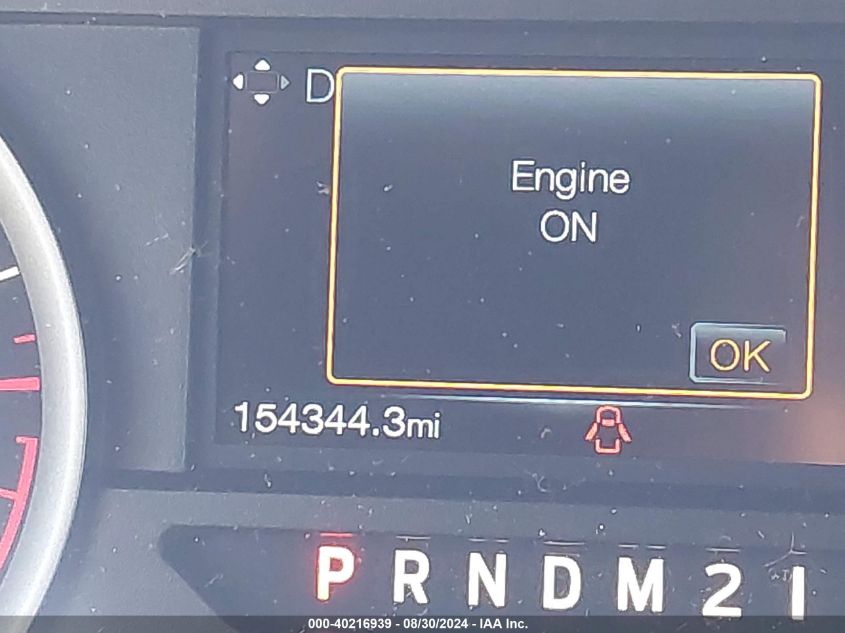 D
Engine
ON
OK
154344.3mi
P R N D M 2 1
000-40216939 - 08/30/2024 - IAA Inc.